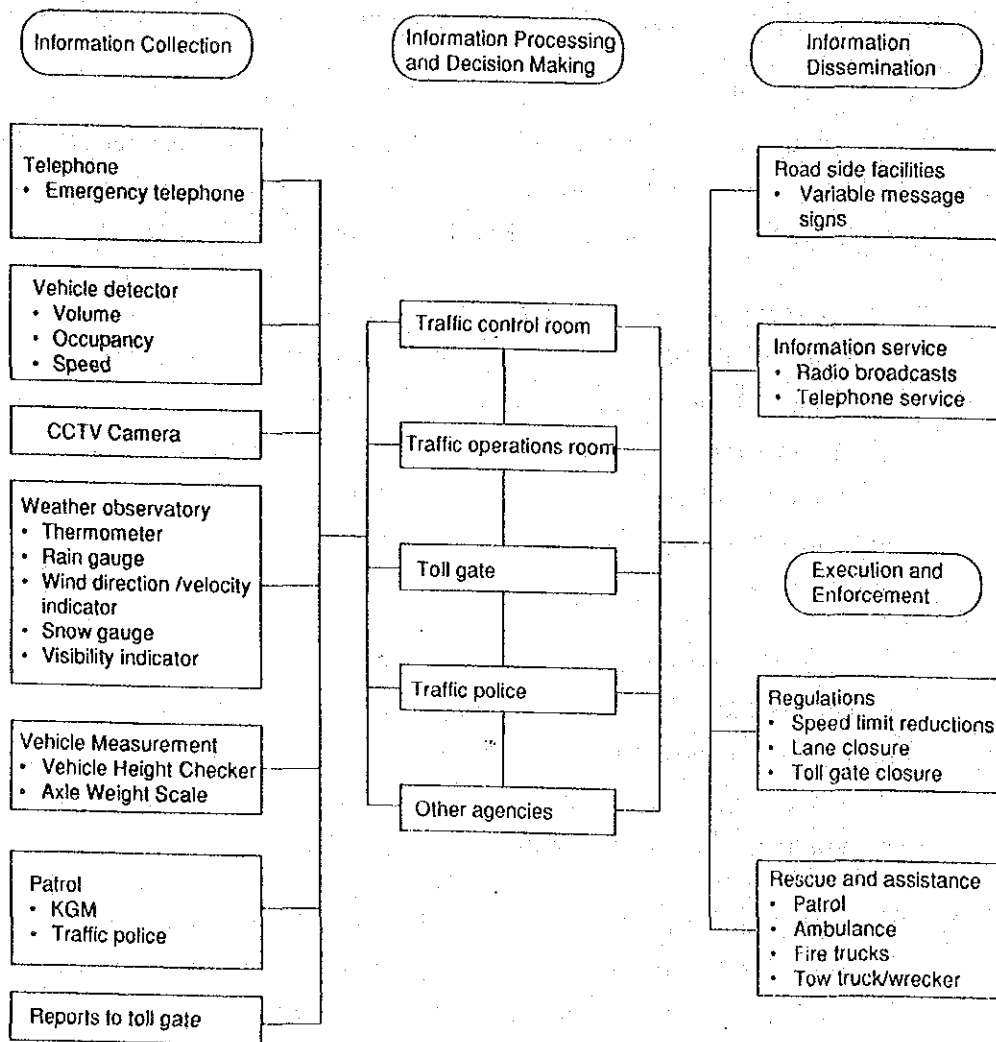 Information Collection
Information Processing
and Decision Making
Information
Dissemination
Telephone
• Emergency telephone
Vehicle detector
• Volume
• Occupancy
• Speed
CCTV Camera
Weather observatory
• Thermometer
• Rain gauge
• Wind direction /velocity
indicator
• Snow gauge
• Visibility indicator
Vehicle Measurement
• Vehicle Height Checker
• Axle Weight Scale
Patrol
• KGM
• Traffic police
Reports to toll gate
Traffic control room
Traffic operations room
Toll gate
Traffic police
Other agencies
Road side facilities
• Variable message
signs
Information service
• Radio broadcasts
• Telephone service
Execution and
Enforcement
Regulations
• Speed limit reductions
• Lane closure
• Toll gate closure
Rescue and assistance
• Patrol
• Ambulance
• Fire trucks
• Tow truck/wrecker